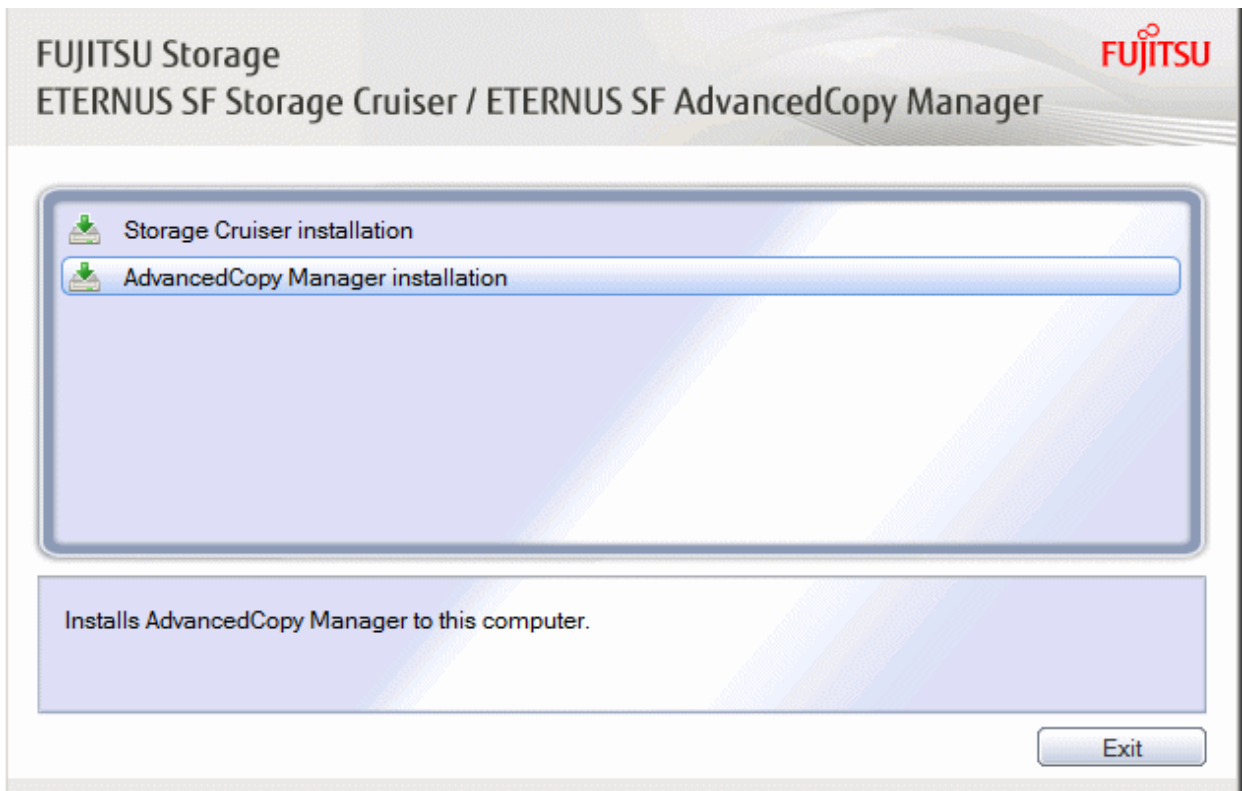 FUJITSU Storage
FUJITSU
ETERNUS SF Storage Cruiser / ETERNUS SF AdvancedCopy Manager
Storage Cruiser installation
AdvancedCopy Manager installation
Installs AdvancedCopy Manager to this computer.
Exit